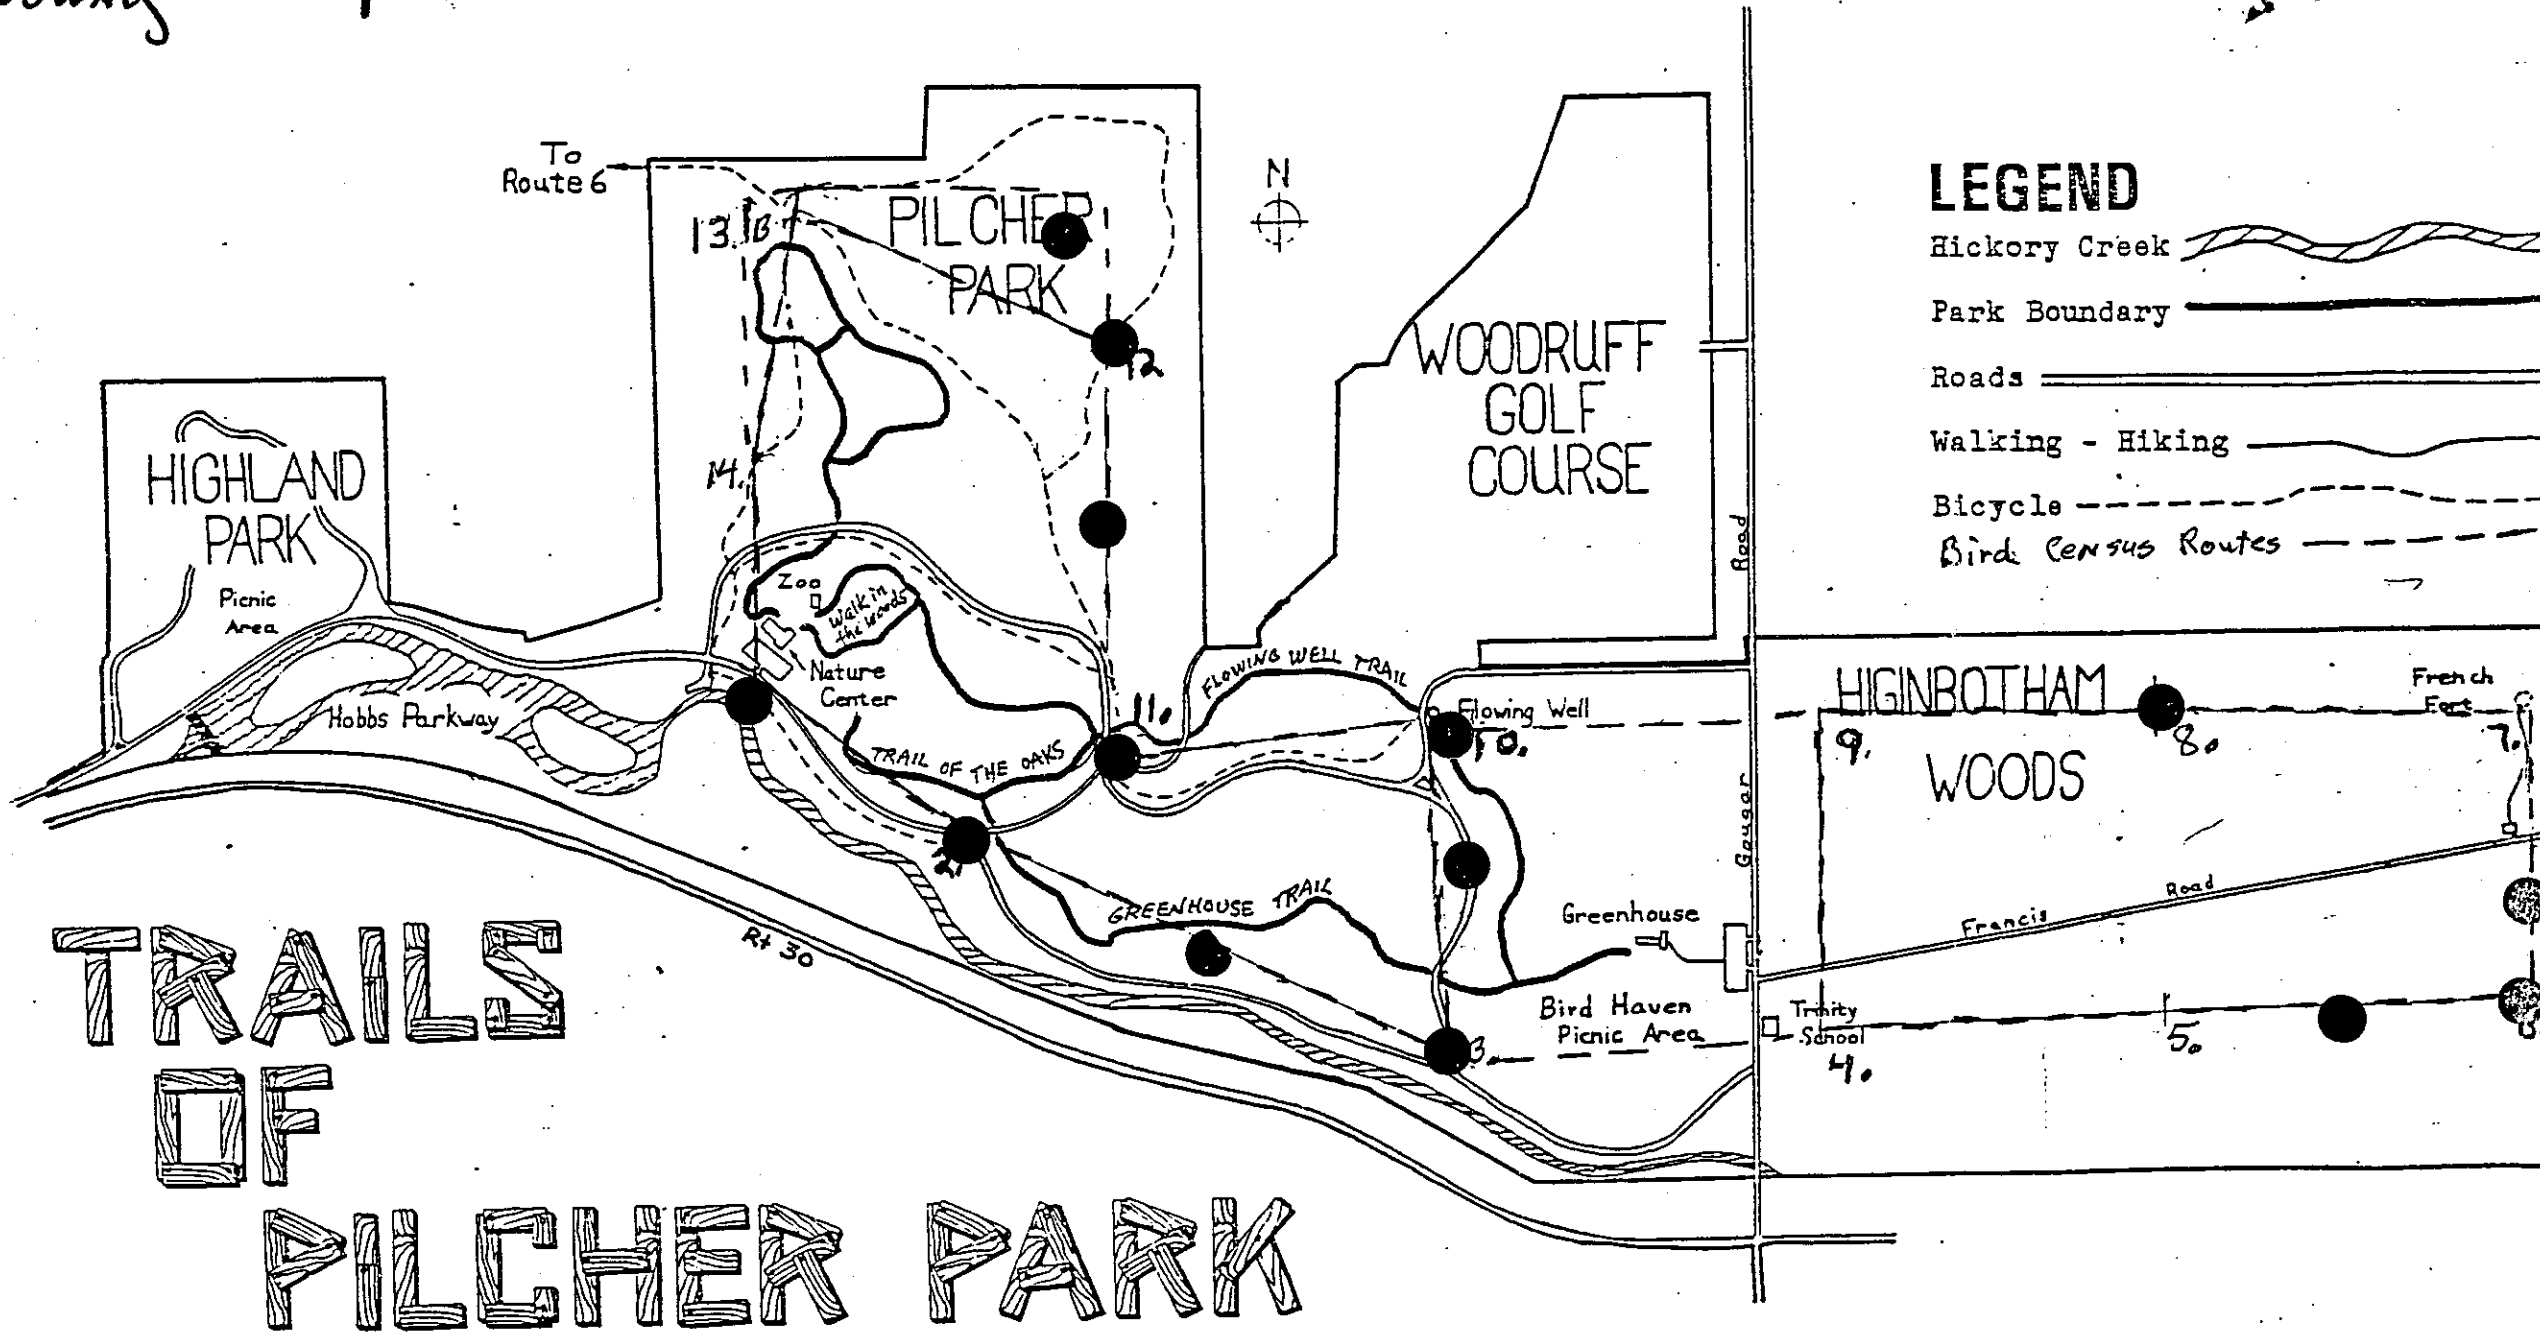 To
Route 6
N
13. B
PILCHER
PARK
12
WOODRUFF
GOLF
COURSE
HIGHLAND
PARK
Picnic
Area
14.
Zoo
Walk in
the woods
Nature
Center
Hobbs Parkway
TRAIL OF THE OAKS
11.
FLOWING WELL TRAIL
Flowing Well
10.
2.
GREENHOUSE TRAIL
Rt 30
Greenhouse
Bird Haven
Picnic Area
3.
Road
Gougar
Trinity
School
LEGEND
Hickory Creek
Park Boundary
Roads
Walking - Hiking
Bicycle
Bird Census Routes
HIGINBOTHAM
WOODS
French
Fort
9.
8.
7.
Francis Road
4.
5.
TRAILS
OF
PILCHER PARK